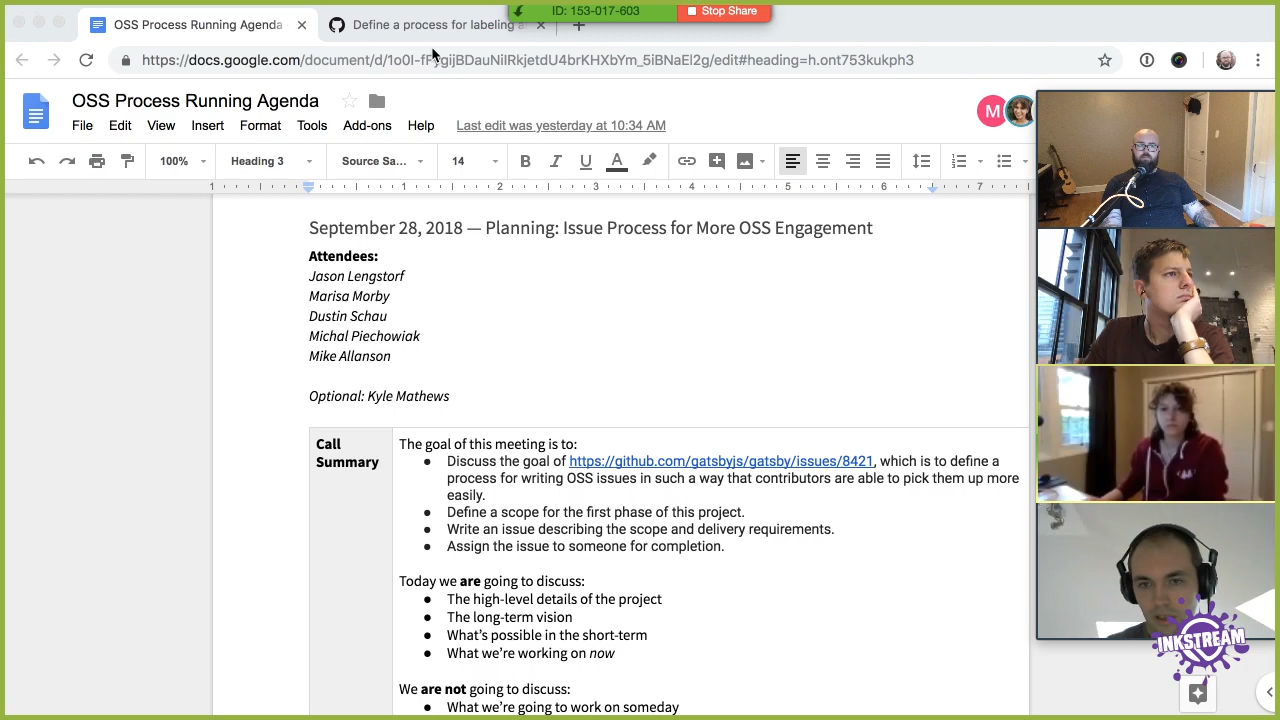 ID: 153-017-603
Stop Share
OSS Process Running Agenda
Define a process for labeling a
https://docs.google.com/document/d/
OSS Process Running Agenda
M
File Edit View Insert Format Tools Add-ons Help
Last edit was yesterday at 10:34 AM
100% Heading 3 Source Sa... 14 B I U A
1 1 2 3 4 5 6 7
September 28, 2018 — Planning: Issue Process for More OSS Engagement
Attendees:
Jason Lengstorf
Marisa Morby
Dustin Schau
Michal Piechowiak
Mike Allanson
Optional: Kyle Mathews
Call
Summary
The goal of this meeting is to:
● Discuss the goal of https://github.com/gatsbyjs/gatsby/issues/8421, which is to define a
process for writing OSS issues in such a way that contributors are able to pick them up more
easily.
● Define a scope for the first phase of this project.
● Write an issue describing the scope and delivery requirements.
● Assign the issue to someone for completion.
Today we are going to discuss:
● The high-level details of the project
● The long-term vision
● What's possible in the short-term
● What we're working on now
We are not going to discuss:
● What we're going to work on someday
INKSTREAM